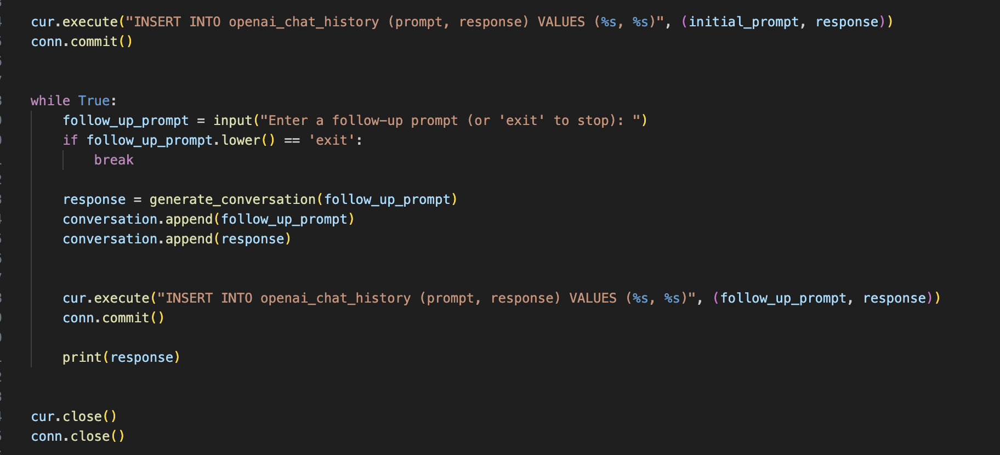 cur.execute("INSERT INTO openai_chat_history (prompt, response) VALUES (%s, %s)", (initial_prompt, response))
conn.commit()
while True:
follow_up_prompt = input("Enter a follow-up prompt (or 'exit' to stop): ")
if follow_up_prompt.lower() == 'exit':
break
response = generate_conversation(follow_up_prompt)
conversation.append(follow_up_prompt)
conversation.append(response)
cur.execute("INSERT INTO openai_chat_history (prompt, response) VALUES (%s, %s)", (follow_up_prompt, response))
conn.commit()
print(response)
cur.close()
conn.close()